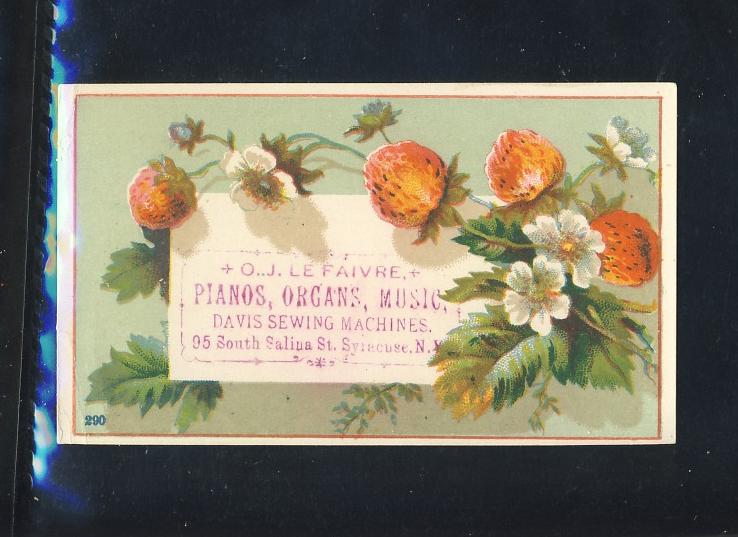 O.J. LE FAIVRE,
PIANOS, ORGANS, MUSIC,
DAVIS SEWING MACHINES.
95 South Salina St. Syracuse, N.Y
290